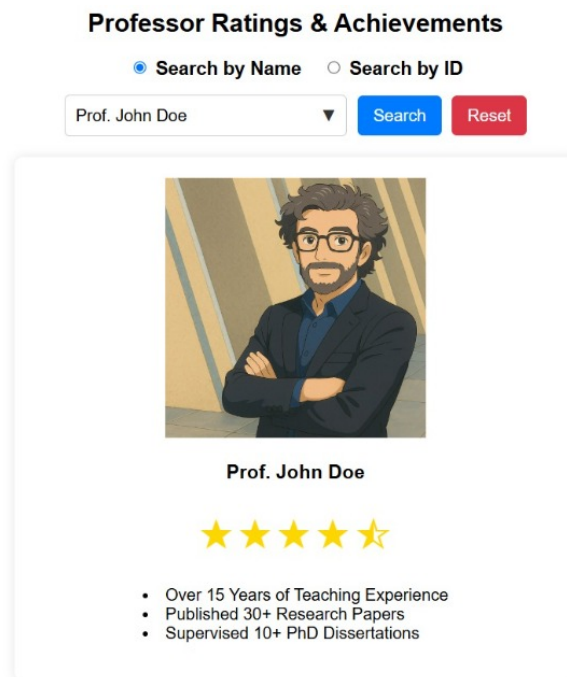 Professor Ratings & Achievements
Search by Name Search by ID
Prof. John Doe ▼ Search Reset
Prof. John Doe
• Over 15 Years of Teaching Experience
• Published 30+ Research Papers
• Supervised 10+ PhD Dissertations